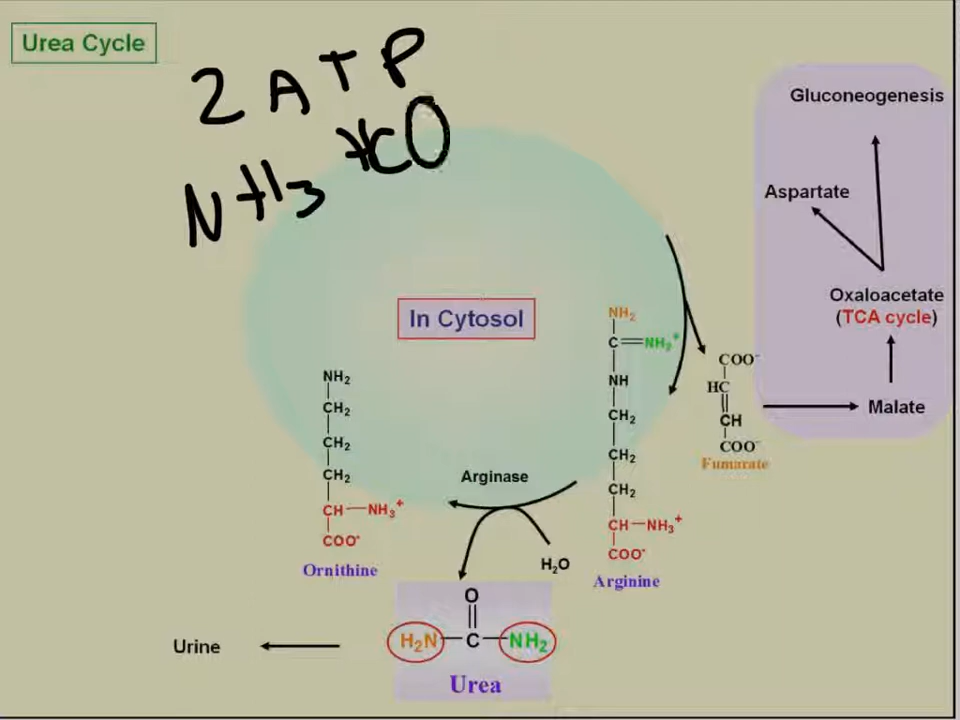 Urea Cycle
2 ATP
NH3 + CO
Gluconeogenesis
Aspartate
Oxaloacetate
(TCA cycle)
Malate
In Cytosol
NH₂
C=NH₂⁺
NH
CH₂
CH₂
CH₂
CH—NH₃⁺
COO⁻
Arginine
COO⁻
HC
CH
COO⁻
Fumarate
NH₂
CH₂
CH₂
CH₂
CH—NH₃⁺
COO⁻
Ornithine
Arginase
H₂O
O
H₂N—C—NH₂
Urea
Urine